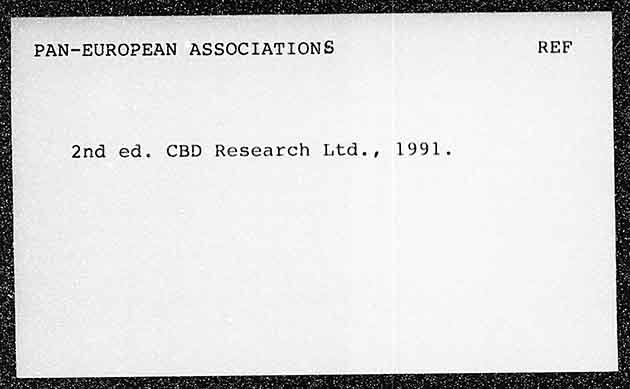 PAN-EUROPEAN ASSOCIATIONS REF
2nd ed. CBD Research Ltd., 1991.